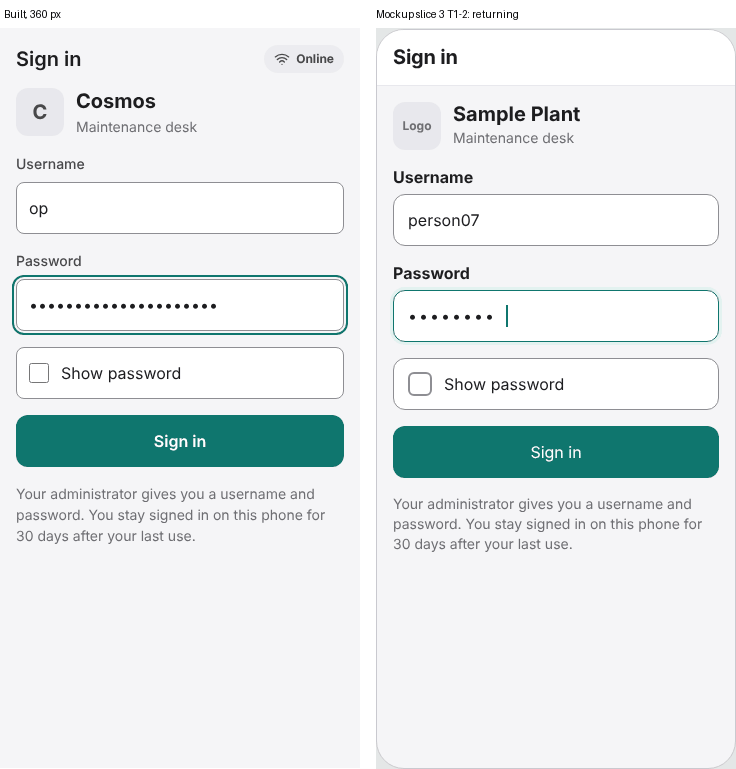 Built, 360 px
Sign in
Online
C
Cosmos
Maintenance desk
Username
op
Password
••••••••••••••••••••
Show password
Sign in
Your administrator gives you a username and
password. You stay signed in on this phone for
30 days after your last use.
Mockup slice 3 T1-2: returning
Sign in
Logo
Sample Plant
Maintenance desk
Username
person07
Password
••••••••
Show password
Sign in
Your administrator gives you a username and
password. You stay signed in on this phone for
30 days after your last use.